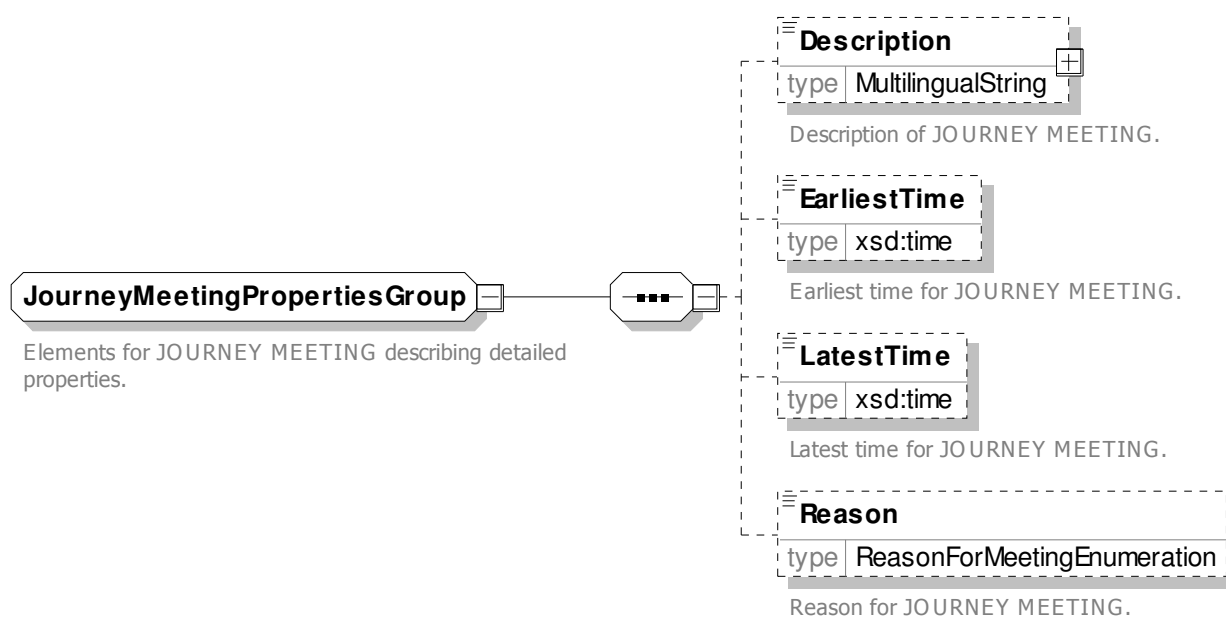 Description
type MultilingualString
Description of JOURNEY MEETING.
EarliestTime
type xsd:time
Earliest time for JOURNEY MEETING.
JourneyMeetingPropertiesGroup
Elements for JOURNEY MEETING describing detailed
properties.
LatestTime
type xsd:time
Latest time for JOURNEY MEETING.
Reason
type ReasonForMeetingEnumeration
Reason for JOURNEY MEETING.